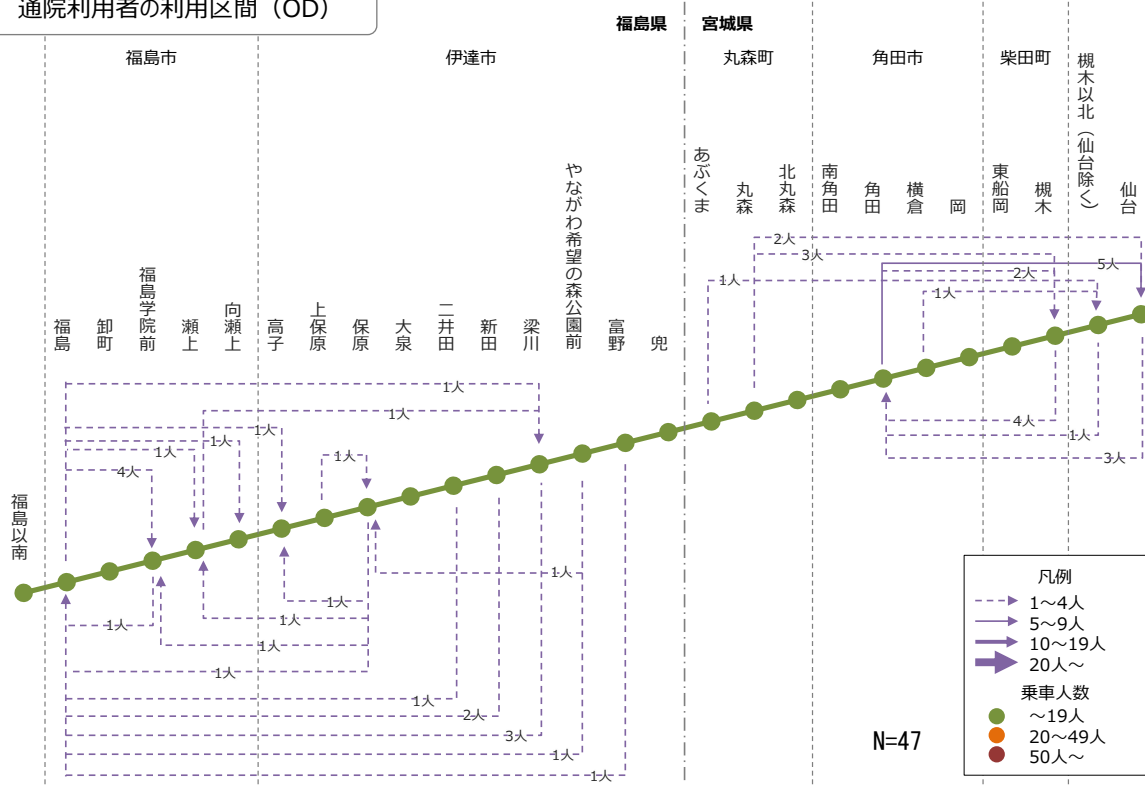 通院利用者の利用区間（OD）
福島県
宮城県
福島市
伊達市
丸森町
角田市
柴田町
福島以南
福島
卸町
福島学院前
瀬上
向瀬上
高子
上保原
保原
大泉
二井田
新田
梁川
やながわ希望の森公園前
富野
兜
あぶくま
丸森
北丸森
南角田
角田
横倉
岡
東船岡
槻木
槻木以北（仙台除く）
仙台
2人
3人
5人
2人
1人
1人
1人
1人
1人
1人
1人
4人
1人
4人
1人
3人
1人
1人
1人
1人
1人
1人
1人
2人
3人
1人
1人
N=47
凡例
1～4人
5～9人
10～19人
20人～
乗車人数
～19人
20～49人
50人～